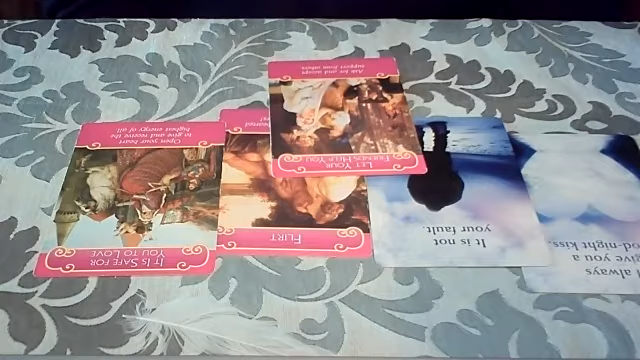 IT IS SAFE FOR
YOU TO LOVE
Open your heart
to give and receive the
highest energy of all.
FLIRT
LET YOUR
FRIENDS HELP YOU
Ask for and accept
support from others.
It is not
your fault.
I always
give you a
good-night kiss.